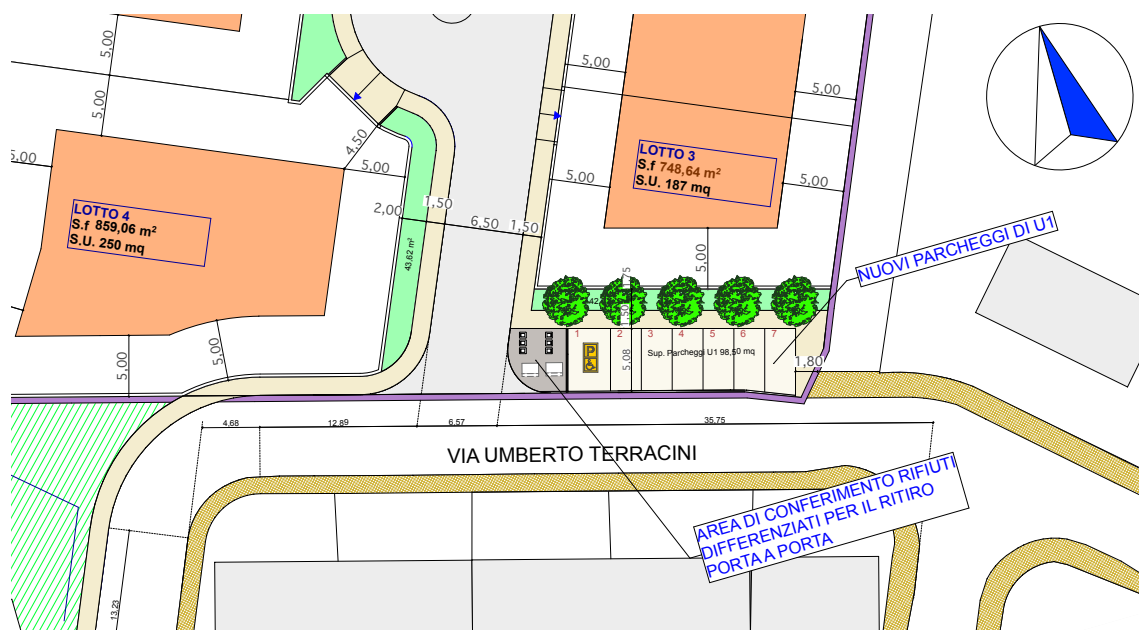 5,00
5,00
5,00
4,50
5,00
2,00
1,50
6,50
1,50
LOTTO 4
S.f 859,06 m²
S.U. 250 mq
43.62 m²
5,00
5,00
5,00
5,00
5,00
5,00
LOTTO 3
S.f 748,64 m²
S.U. 187 mq
5,00
NUOVI PARCHEGGI DI U1
1,50
5,08
1 2 3 4 5 6 7
P
Sup. Parcheggi U1 98,50 mq
1,80
4,68 12,89 6,57 35,75
VIA UMBERTO TERRACINI
AREA DI CONFERIMENTO RIFIUTI
DIFFERENZIATI PER IL RITIRO
PORTA A PORTA
13,23